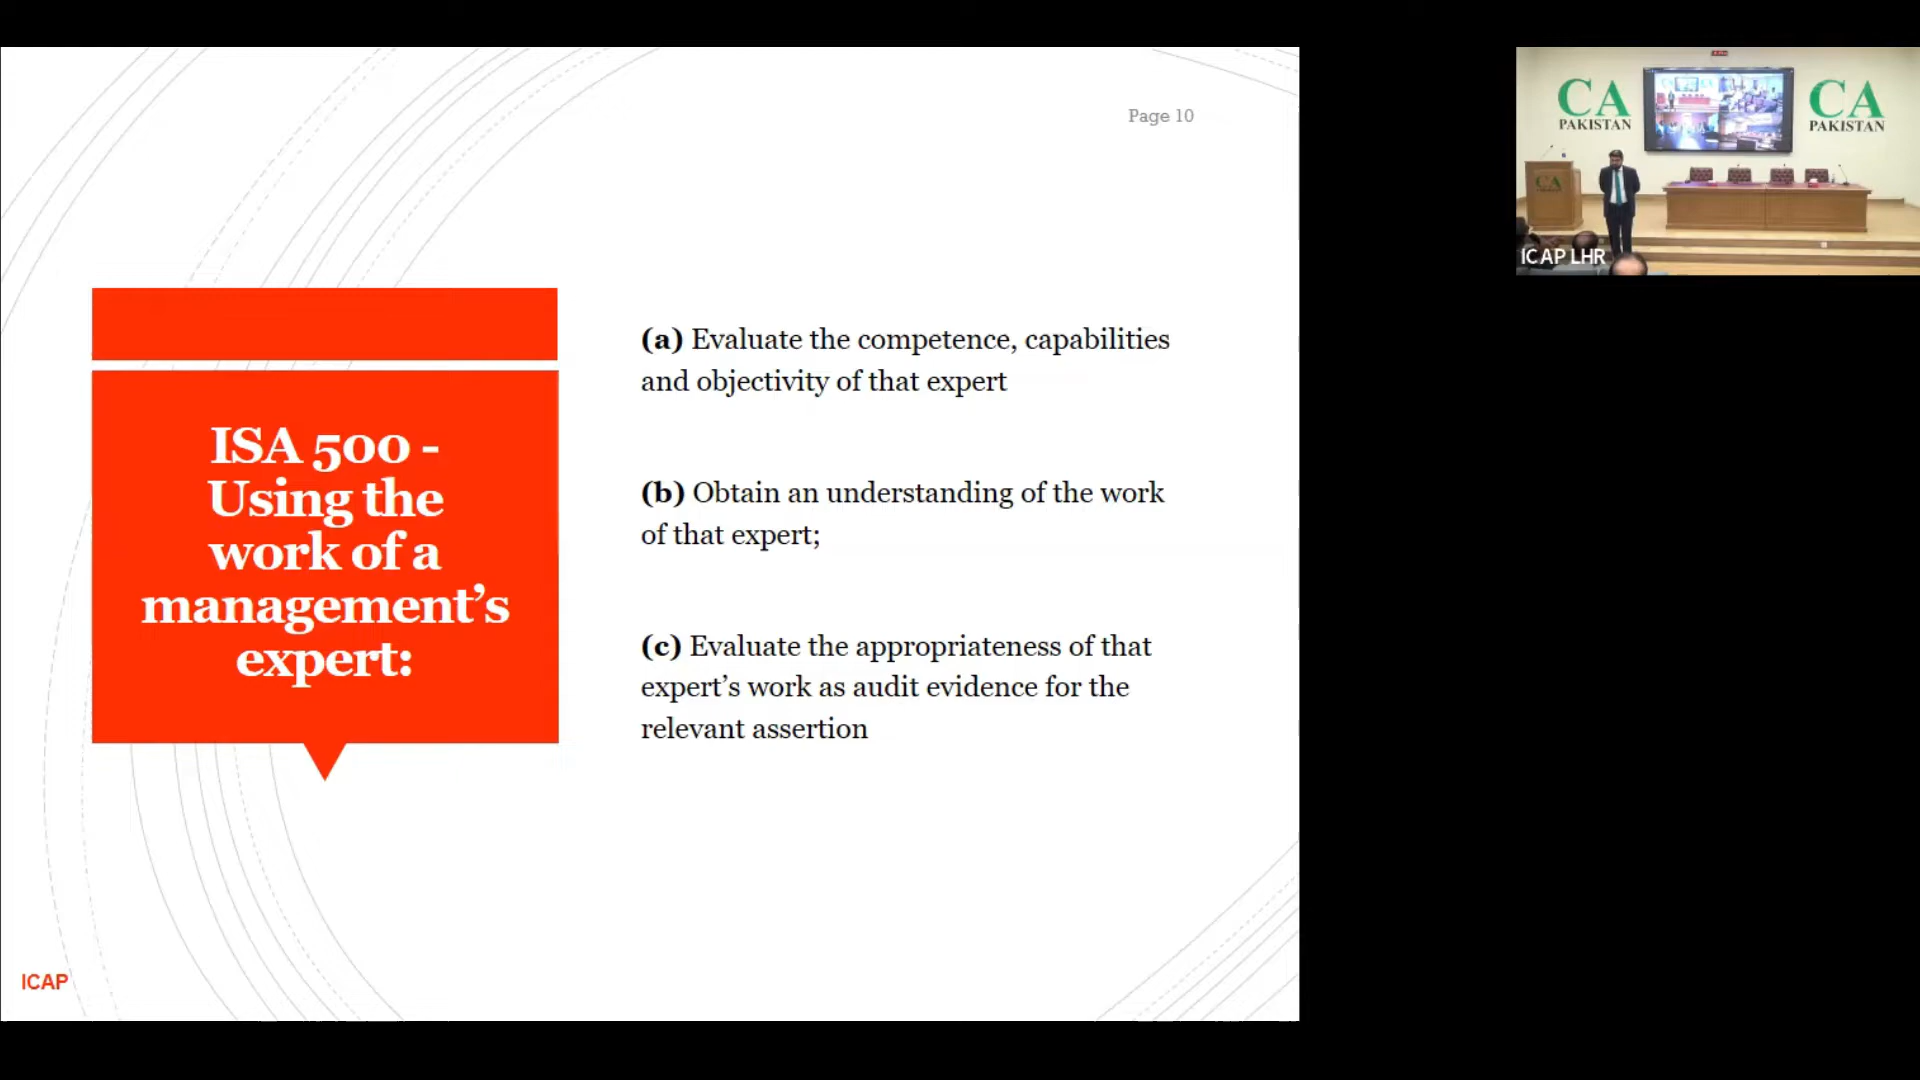 Page 10
ISA 500 -
Using the
work of a
management’s
expert:
(a) Evaluate the competence, capabilities
and objectivity of that expert
(b) Obtain an understanding of the work
of that expert;
(c) Evaluate the appropriateness of that
expert’s work as audit evidence for the
relevant assertion
ICAP
CA
PAKISTAN
CA
PAKISTAN
CA
ICAP LHR